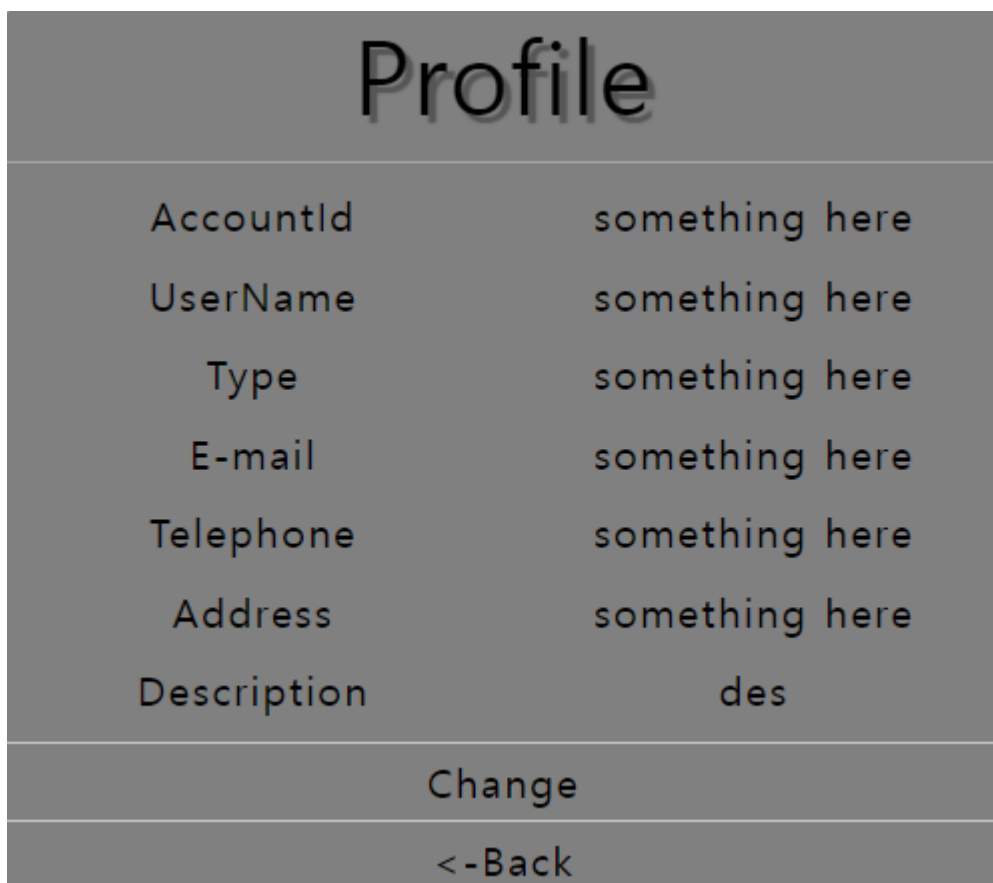 Profile
AccountId something here
UserName something here
Type something here
E-mail something here
Telephone something here
Address something here
Description des
Change
<-Back